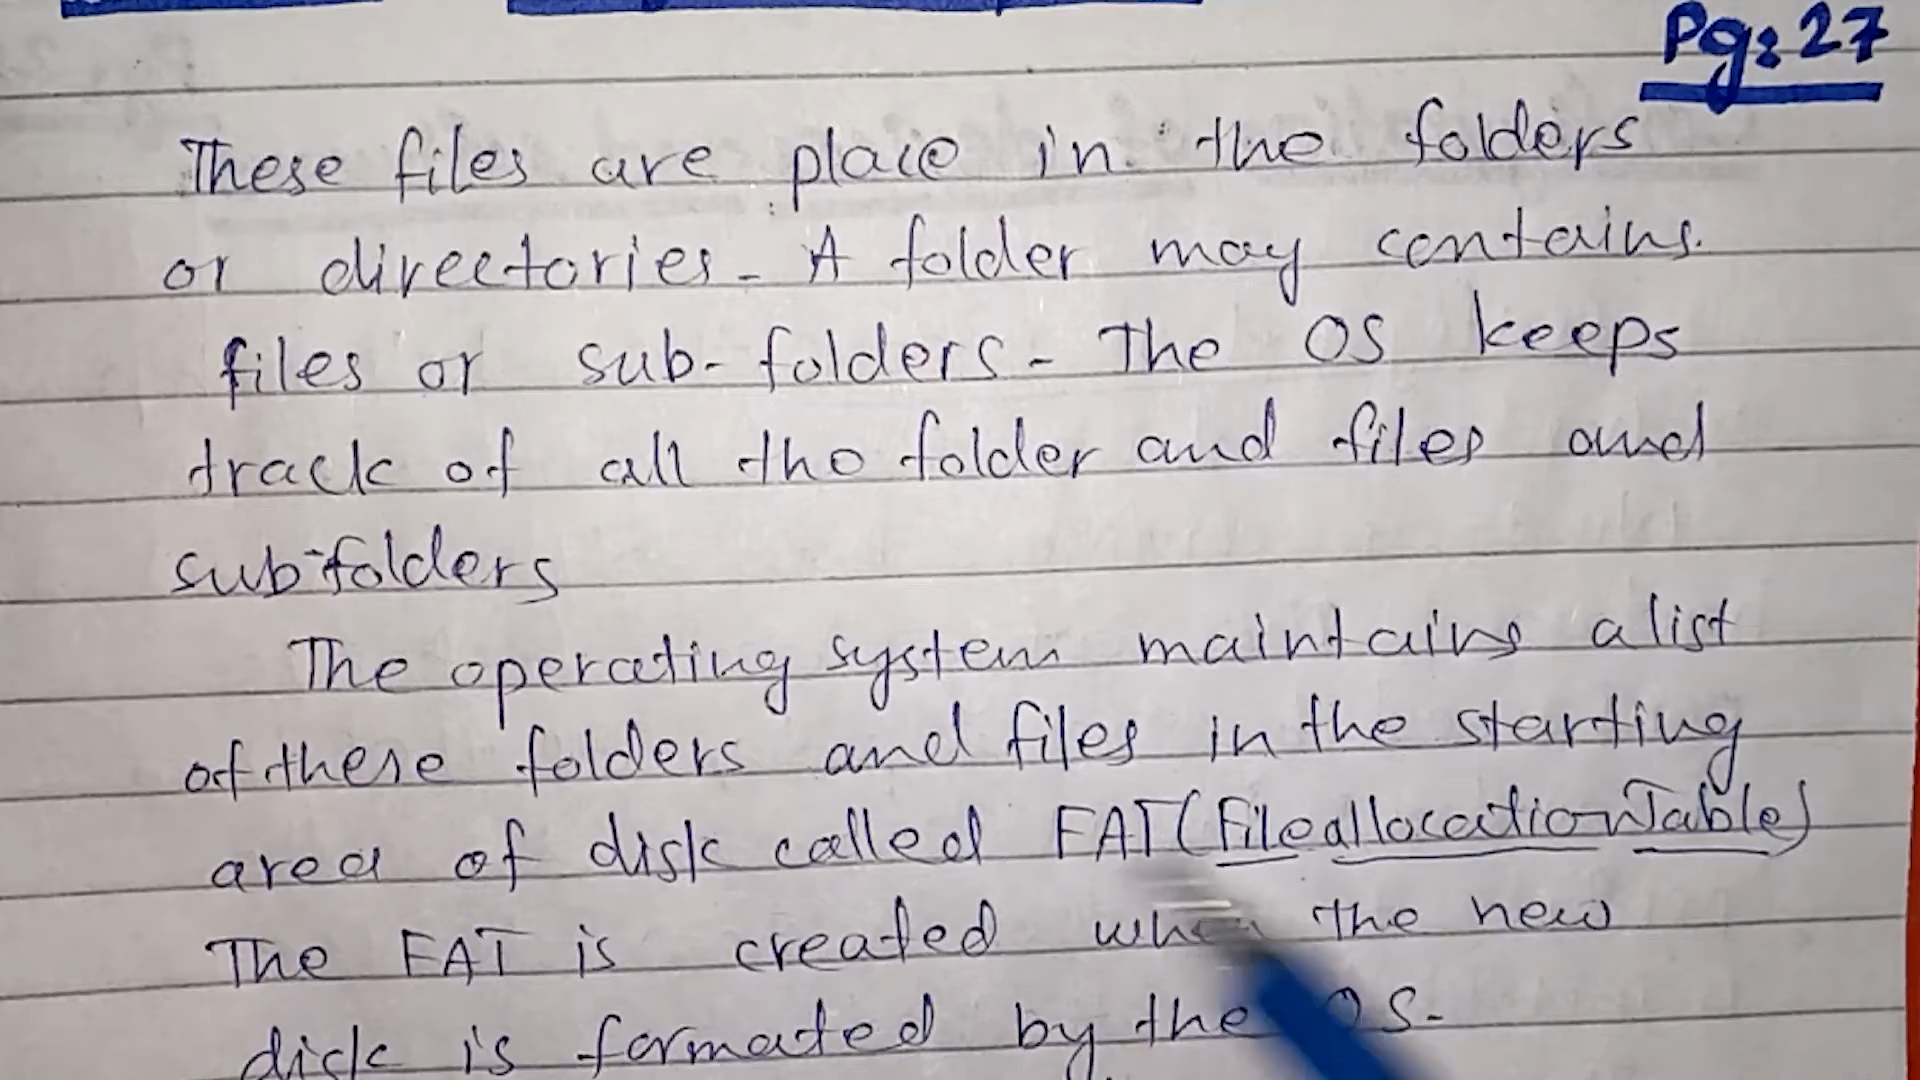 Pg: 27
These files are place in the folders
or directories. A folder may contains
files or sub-folders. The OS keeps
track of all the folder and files and
sub-folders
The operating system maintains a list
of these folders and files in the starting
area of disk called FAT (File allocation Table)
The FAT is created when the new
disk is formated by the OS.